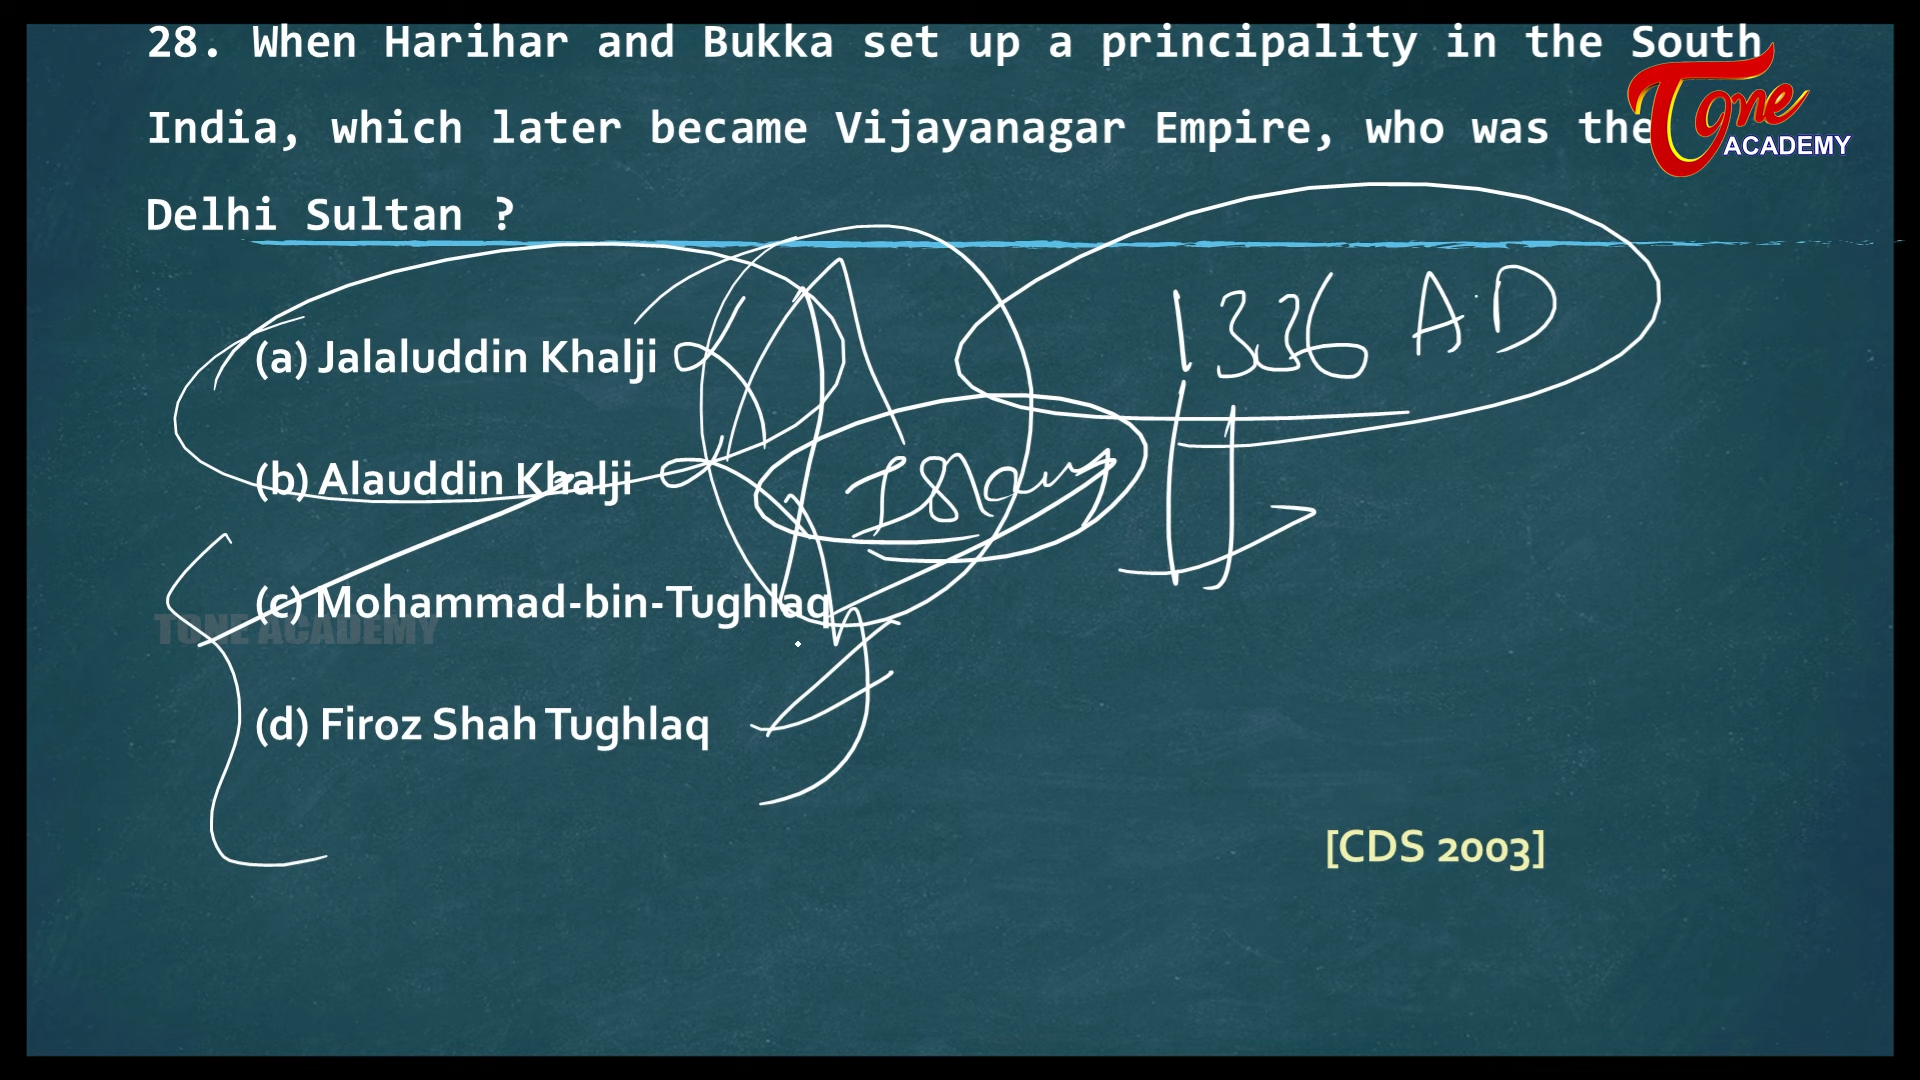 28. When Harihar and Bukka set up a principality in the South
India, which later became Vijayanagar Empire, who was the
Delhi Sultan ?
Tone
ACADEMY
1336 A.D
(a) Jalaluddin Khalji
(b) Alauddin Khalji
Islam
(c) Mohammad-bin-Tughlaq
TONE ACADEMY
(d) Firoz Shah Tughlaq
[CDS 2003]